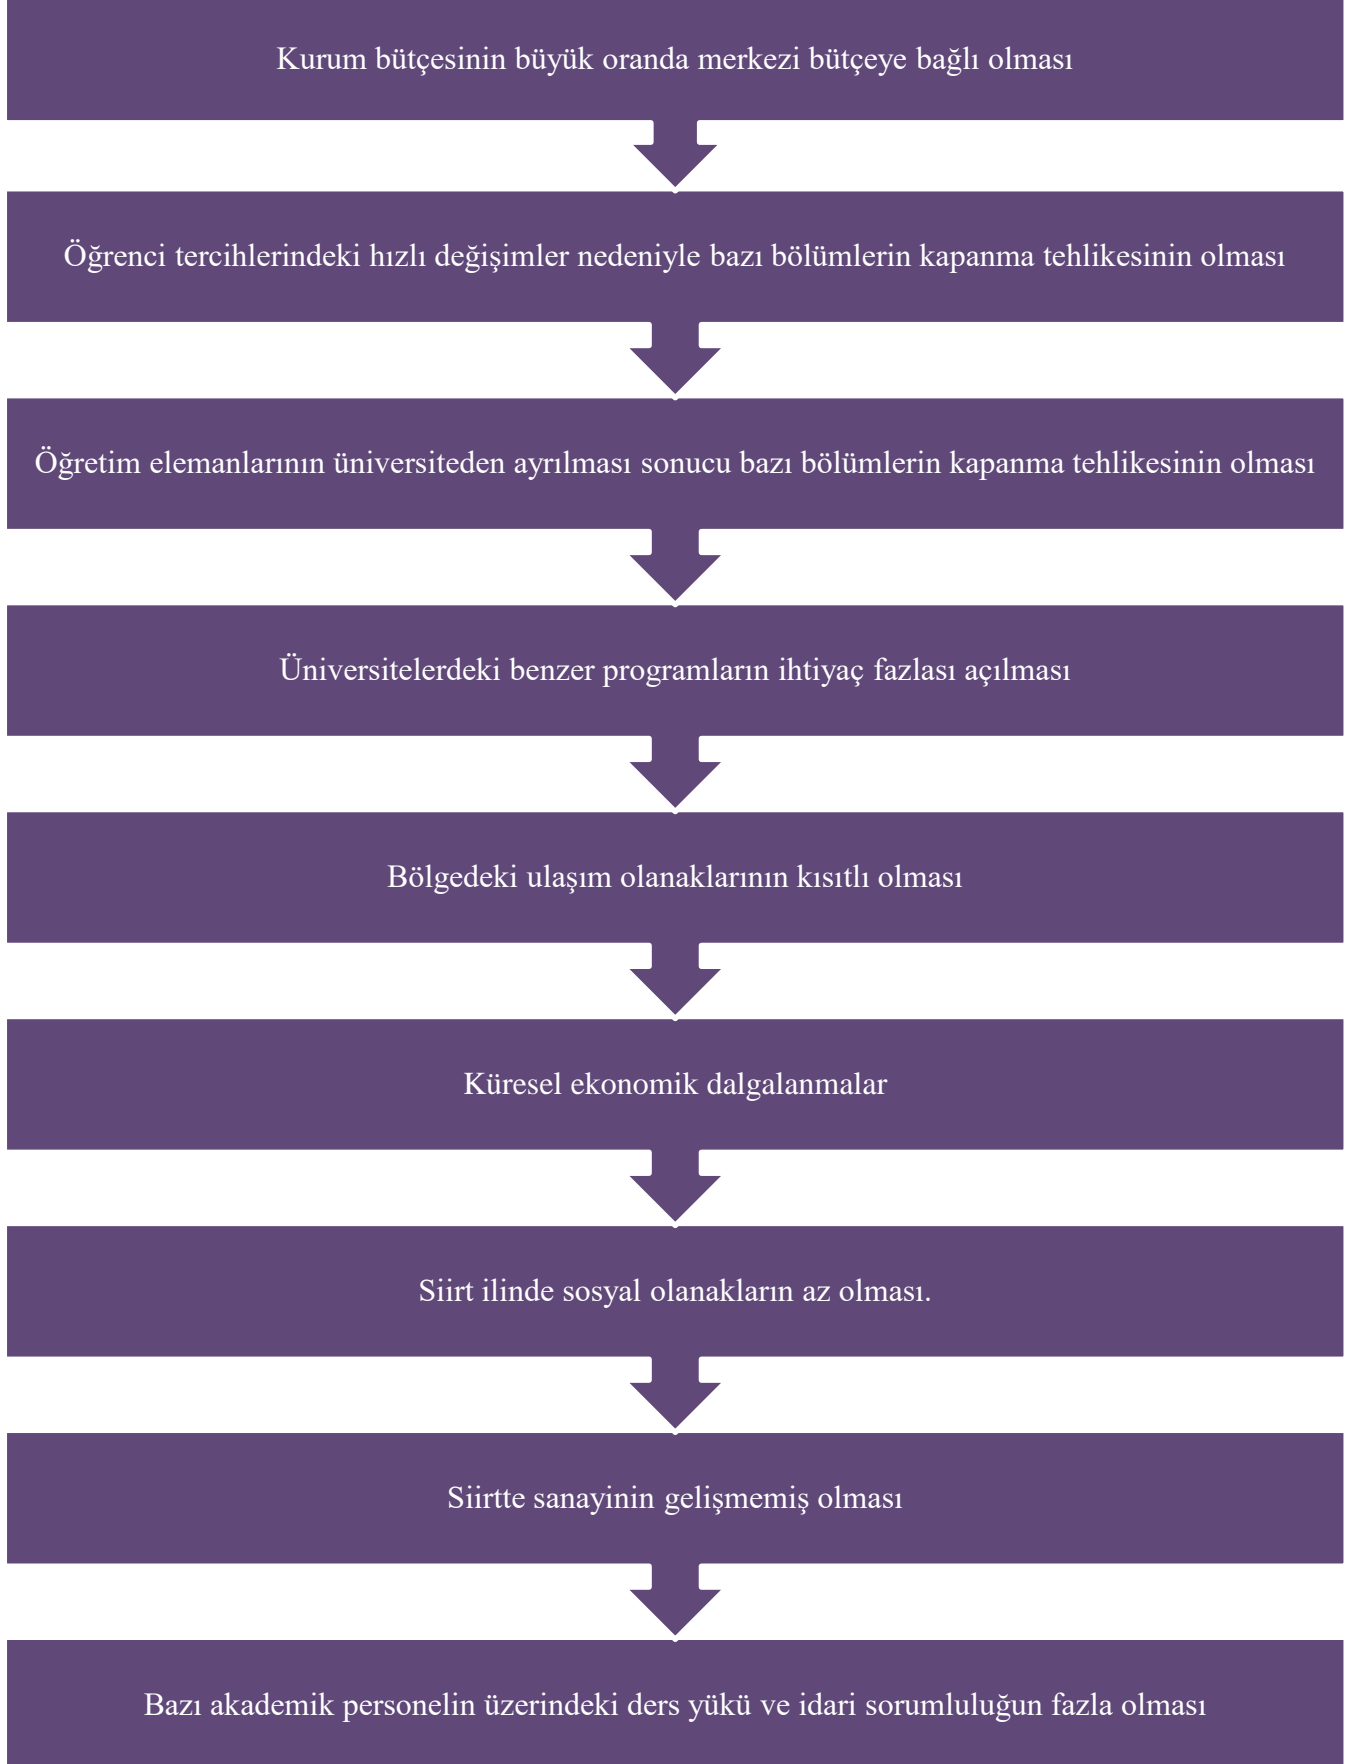 Kurum bütçesinin büyük oranda merkezi bütçeye bağlı olması
Öğrenci tercihlerindeki hızlı değişimler nedeniyle bazı bölümlerin kapanma tehlikesinin olması
Öğretim elemanlarının üniversiteden ayrılması sonucu bazı bölümlerin kapanma tehlikesinin olması
Üniversitelerdeki benzer programların ihtiyaç fazlası açılması
Bölgedeki ulaşım olanaklarının kısıtlı olması
Küresel ekonomik dalgalanmalar
Siirt ilinde sosyal olanakların az olması.
Siirtte sanayinin gelişmemiş olması
Bazı akademik personelin üzerindeki ders yükü ve idari sorumluluğun fazla olması